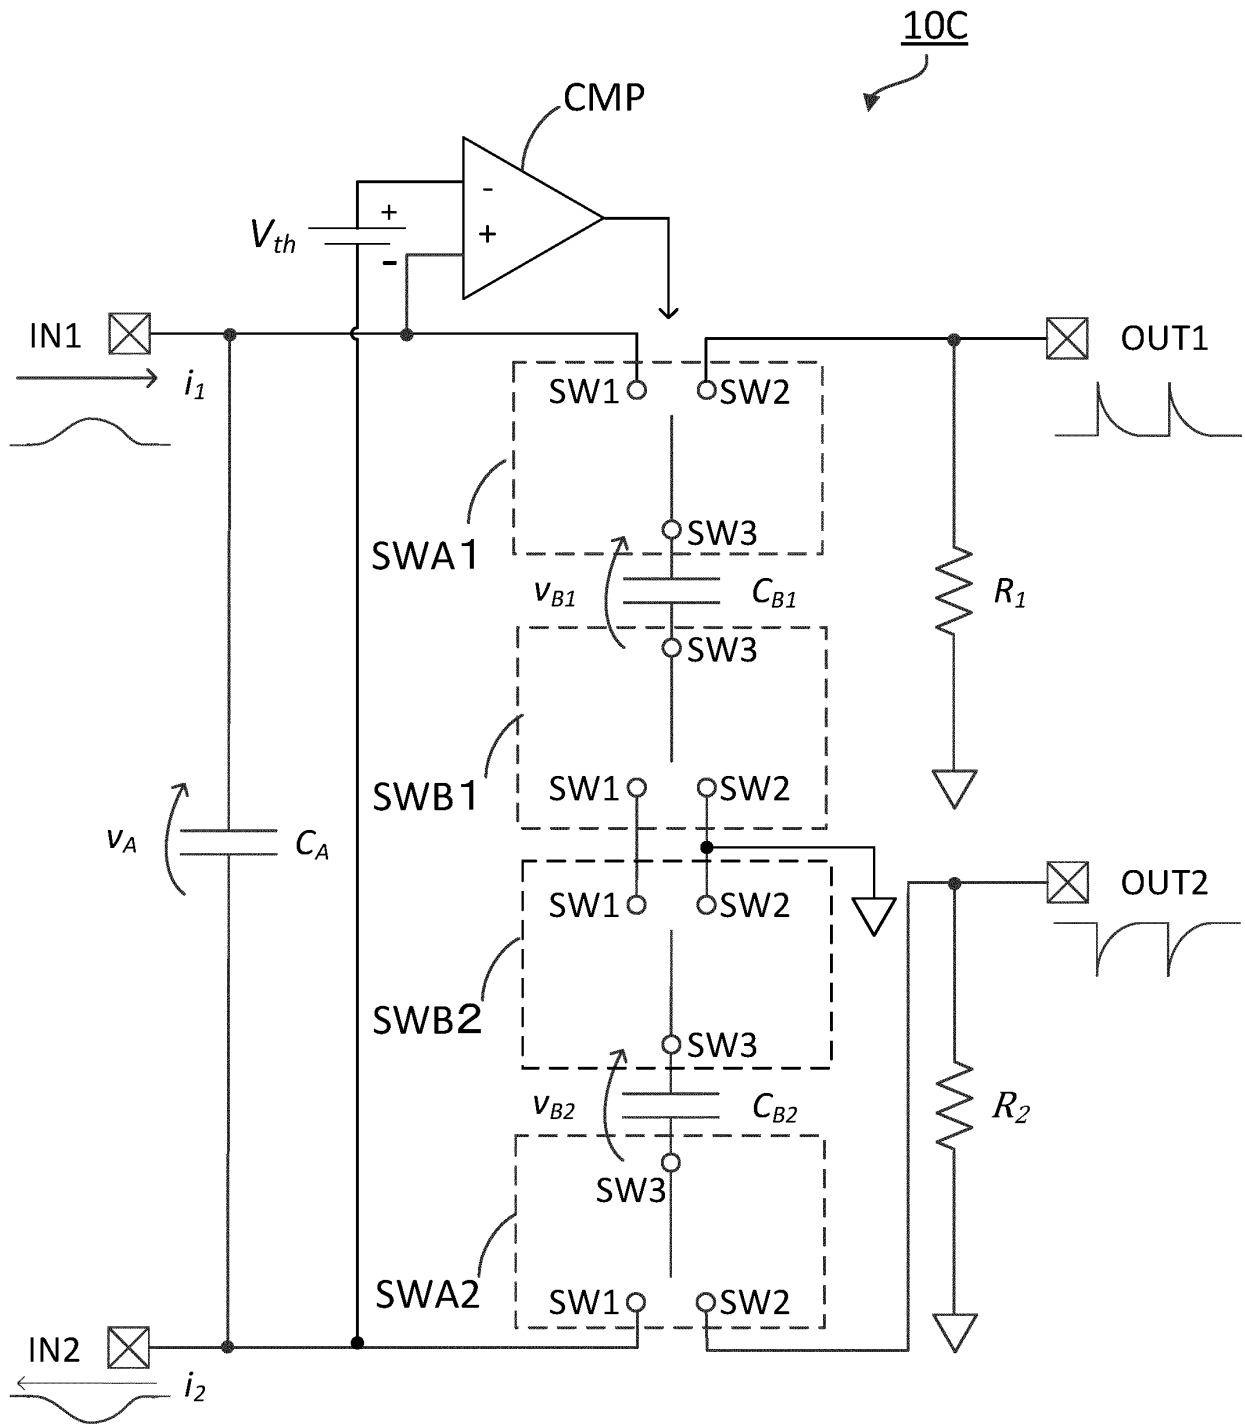 10C
CMP
-
+
V_th
+
-
IN1
i_1
OUT1
SW1
SW2
SWA1
SW3
v_B1
C_B1
R_1
SW3
SWB1
SW1
SW2
v_A
C_A
OUT2
SW1
SW2
SWB2
SW3
v_B2
C_B2
R_2
SW3
SWA2
SW1
SW2
IN2
i_2